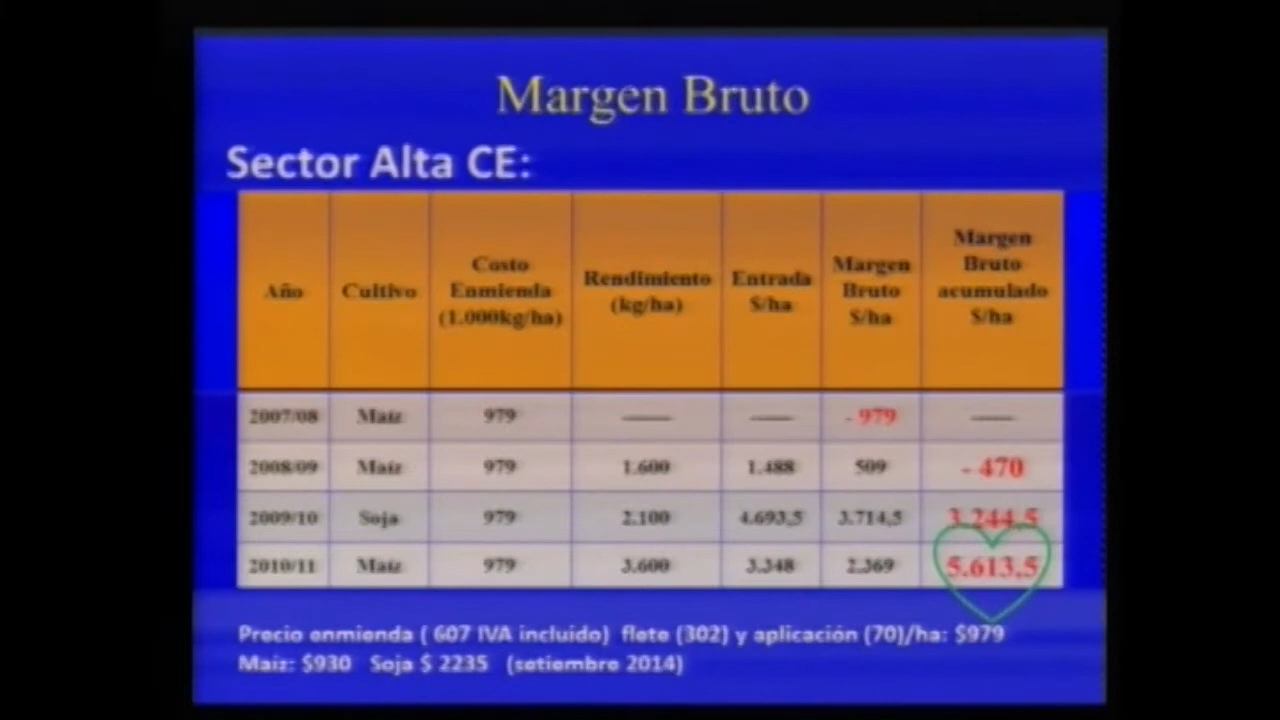 Margen Bruto
Sector Alta CE:
Año Cultivo Costo Enmienda (1.000kg/ha) Rendimiento (kg/ha) Entrada $/ha Margen Bruto $/ha Margen Bruto acumulado $/ha
2007/08 Maíz 979 —— —— - 979 ——
2008/09 Maíz 979 1.600 1.488 509 - 470
2009/10 Soja 979 2.100 4.693,5 3.714,5 3.244,5
2010/11 Maíz 979 3.600 3.348 2.369 5.613,5
Precio enmienda ( 607 IVA incluido) flete (302) y aplicación (70)/ha: $979
Maíz: $930 Soja $ 2235 (setiembre 2014)